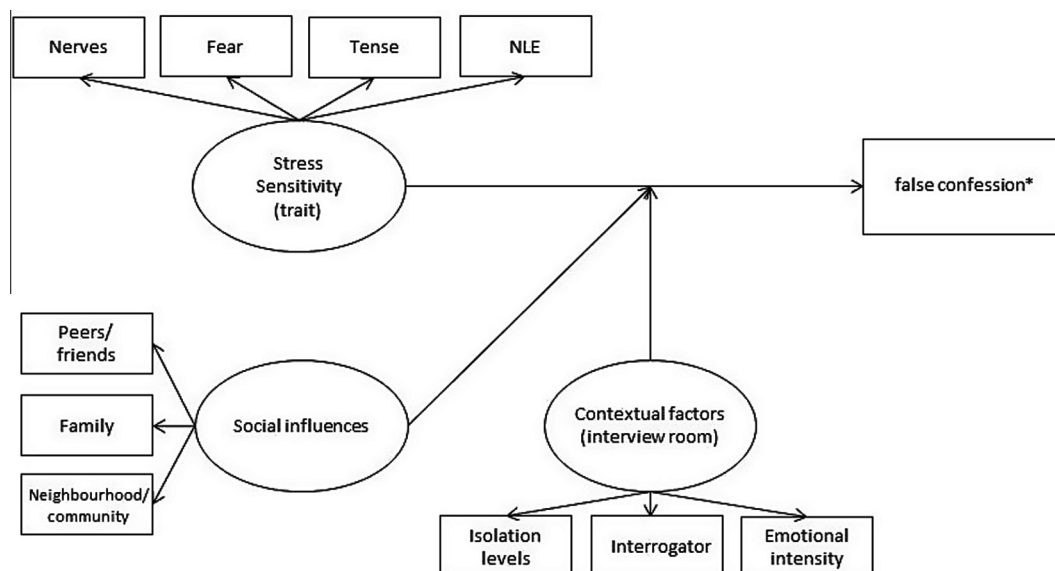 Nerves
Fear
Tense
NLE
Stress
Sensitivity
(trait)
false confession*
Peers/
friends
Family
Neighbourhood/
community
Social influences
Contextual factors
(interview room)
Isolation
levels
Interrogator
Emotional
intensity